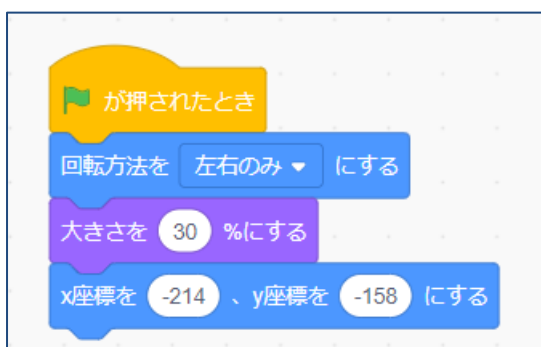 が押されたとき
回転方法を 左右のみ にする
大きさを 30 %にする
x座標を -214 、y座標を -158 にする